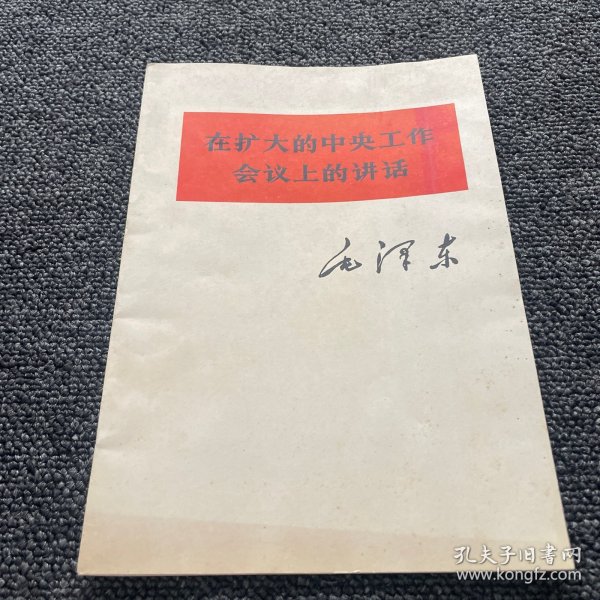 在扩大的中央工作
会议上的讲话
毛泽东
孔夫子旧书网
www.kongfz.com